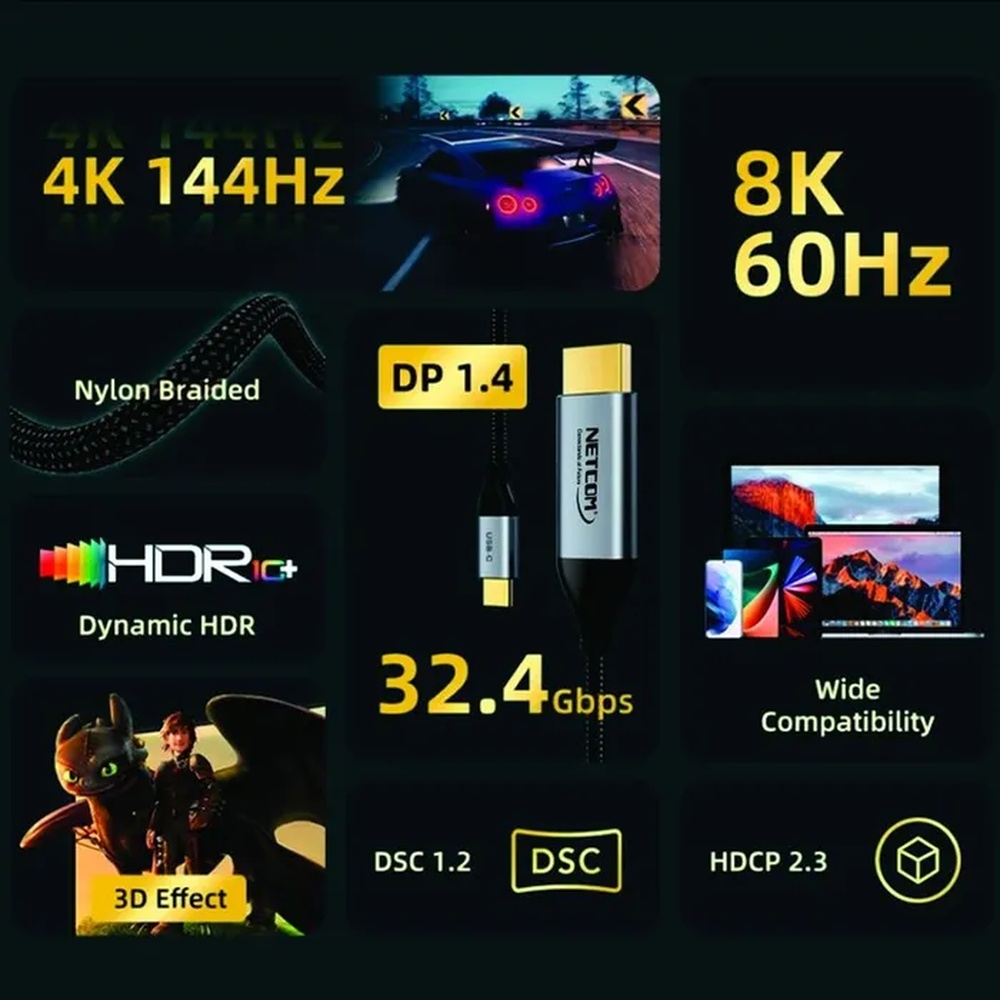 4K 144Hz
8K
60Hz
Nylon Braided
DP 1.4
NETCOM
USB-C
HDR10+
Dynamic HDR
32.4Gbps
Wide
Compatibility
3D Effect
DSC 1.2
DSC
HDCP 2.3